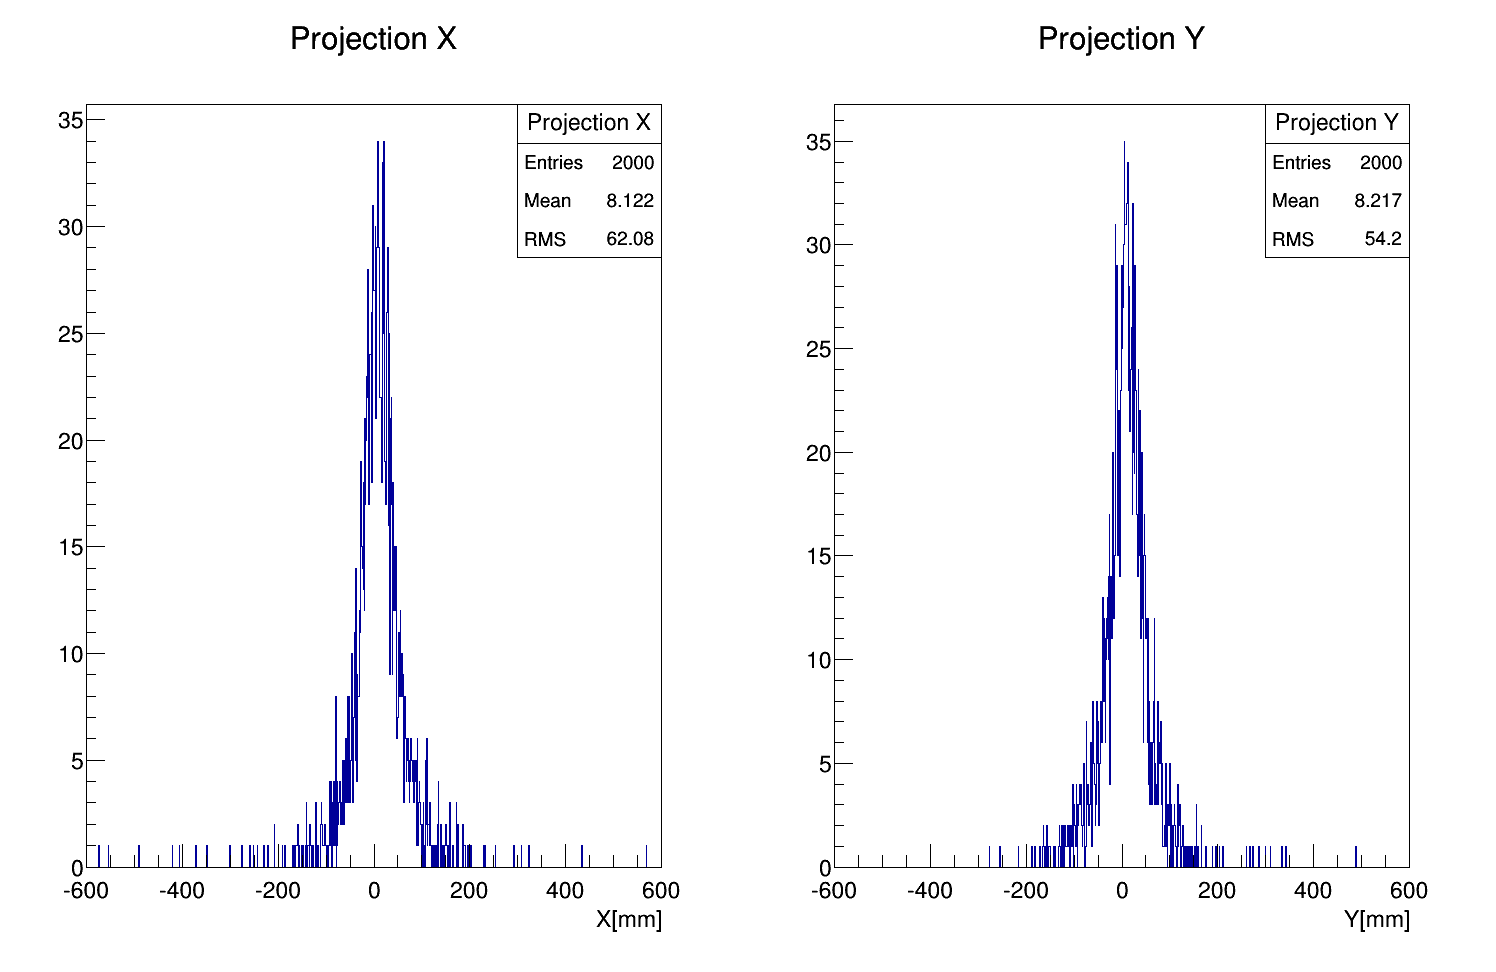 Projection X
Projection X
Entries 2000
Mean 8.122
RMS 62.08
35
30
25
20
15
10
5
0
-600 -400 -200 0 200 400 600
X[mm]
Projection Y
Projection Y
Entries 2000
Mean 8.217
RMS 54.2
35
30
25
20
15
10
5
0
-600 -400 -200 0 200 400 600
Y[mm]